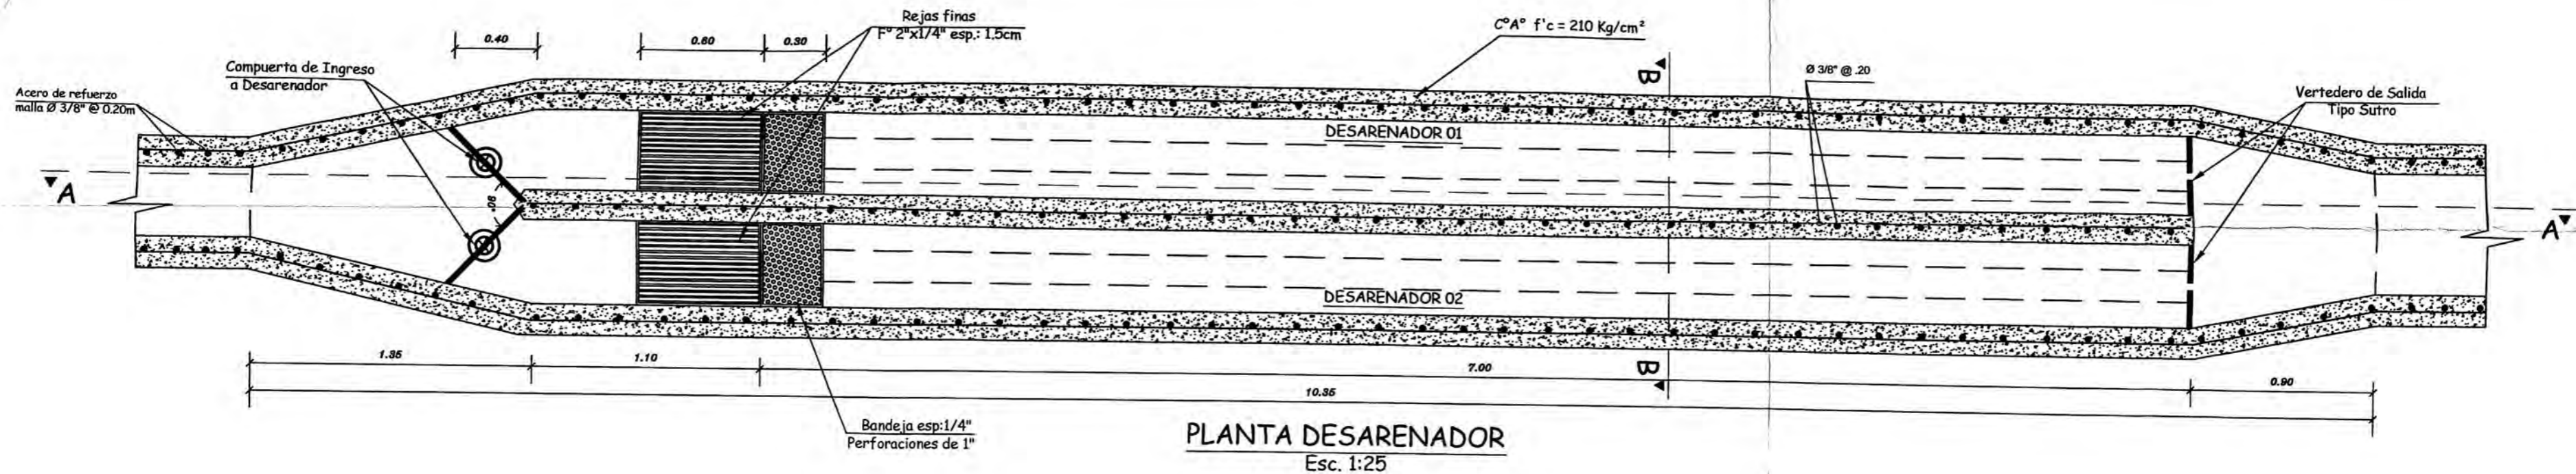 0.40
0.60
0.30
Rejas finas
F° 2"x1/4" esp.: 1.5cm
C°A° f'c = 210 Kg/cm²
B
Ø 3/8" @ .20
Compuerta de Ingreso
a Desarenador
Acero de refuerzo
malla Ø 3/8" @ 0.20m
Vertedero de Salida
Tipo Sutro
DESARENADOR 01
A
A
DESARENADOR 02
1.35
1.10
7.00
B
0.90
10.35
Bandeja esp:1/4"
Perforaciones de 1"
PLANTA DESARENADOR
Esc. 1:25